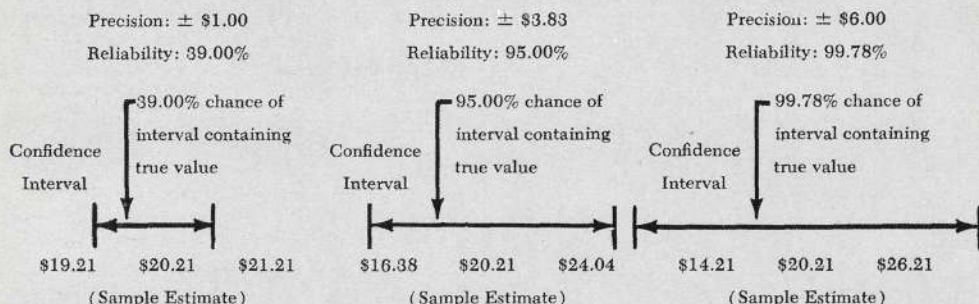 Precision: ± $1.00
Reliability: 39.00%
39.00% chance of
interval containing
true value
Confidence
Interval
$19.21 $20.21 $21.21
(Sample Estimate)
Precision: ± $3.83
Reliability: 95.00%
95.00% chance of
interval containing
true value
Confidence
Interval
$16.38 $20.21 $24.04
(Sample Estimate)
Precision: ± $6.00
Reliability: 99.78%
99.78% chance of
interval containing
true value
Confidence
Interval
$14.21 $20.21 $26.21
(Sample Estimate)